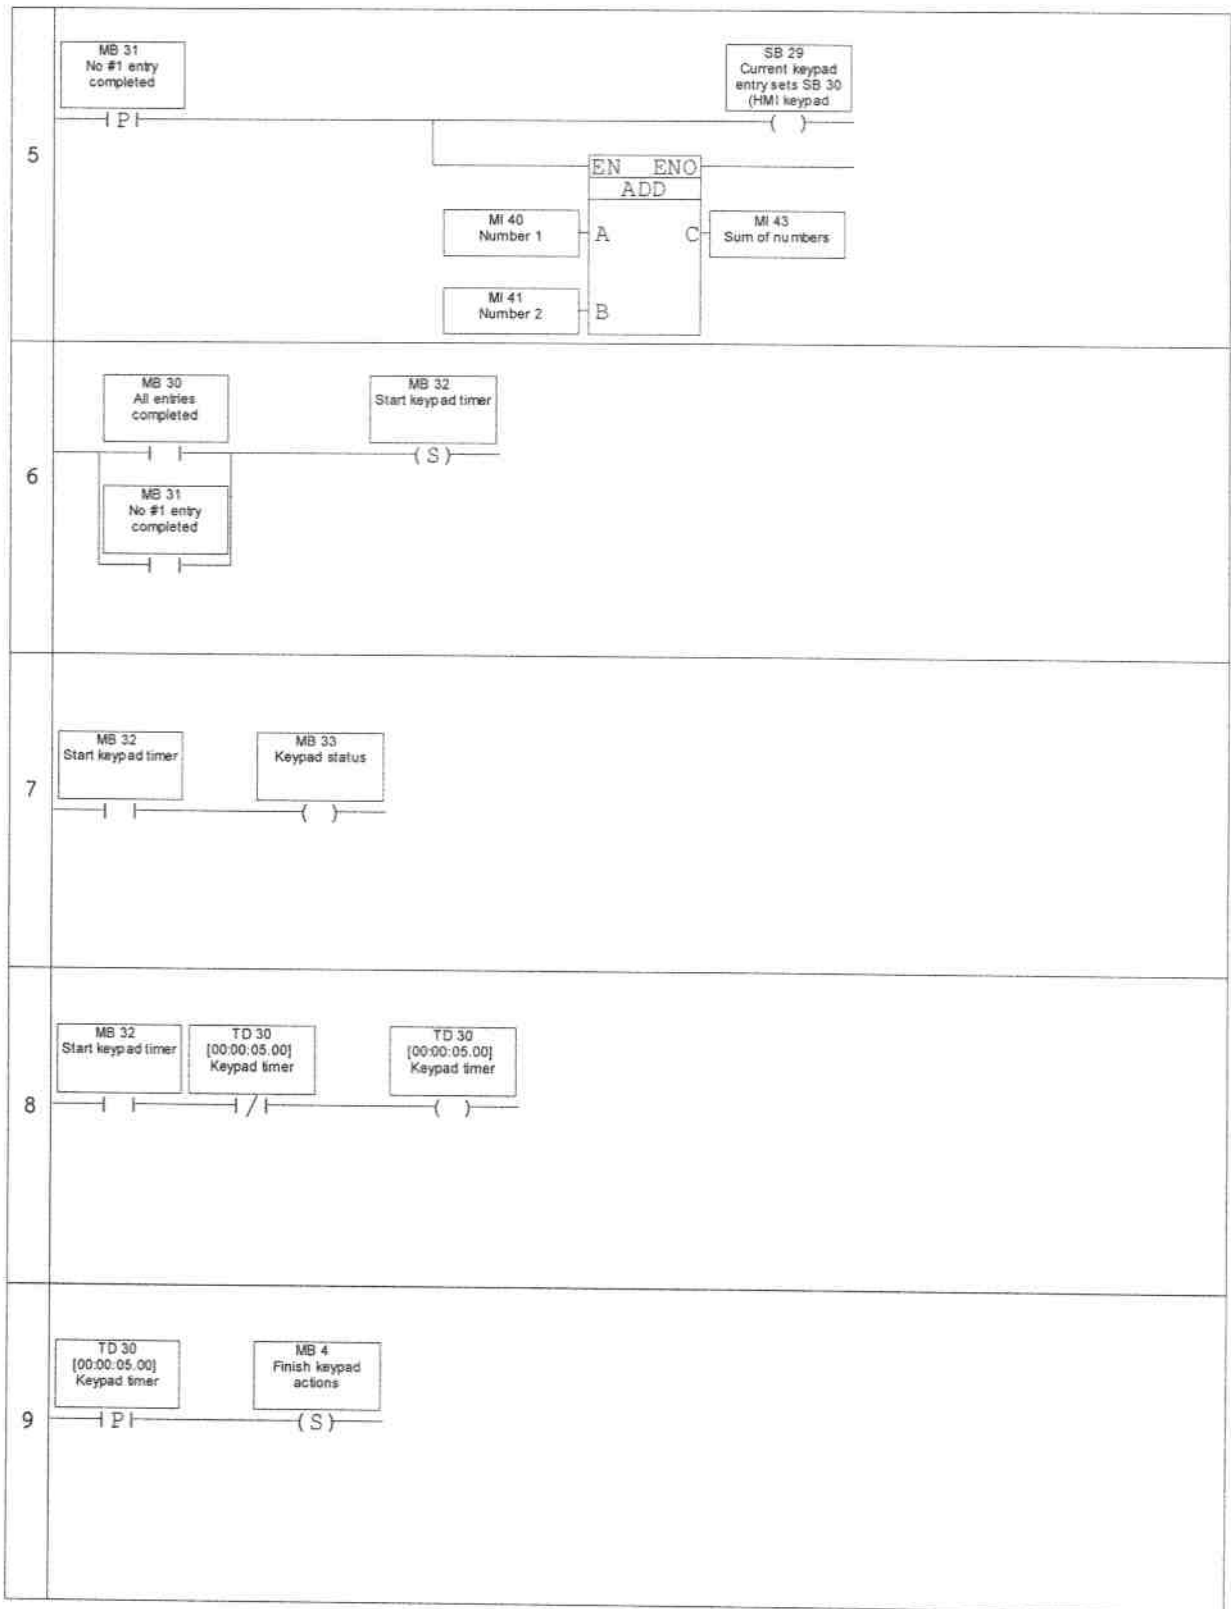 5
MB 31
No #1 entry
completed
P
SB 29
Current keypad
entry sets SB 30
(HMI keypad
( )
EN ENO
ADD
MI 40
Number 1
A
C
MI 43
Sum of numbers
MI 41
Number 2
B
6
MB 30
All entries
completed
MB 32
Start keypad timer
(S)
MB 31
No #1 entry
completed
7
MB 32
Start keypad timer
MB 33
Keypad status
( )
8
MB 32
Start keypad timer
TD 30
[00:00:05.00]
Keypad timer
/
TD 30
[00:00:05.00]
Keypad timer
( )
9
TD 30
[00:00:05.00]
Keypad timer
P
MB 4
Finish keypad
actions
(S)